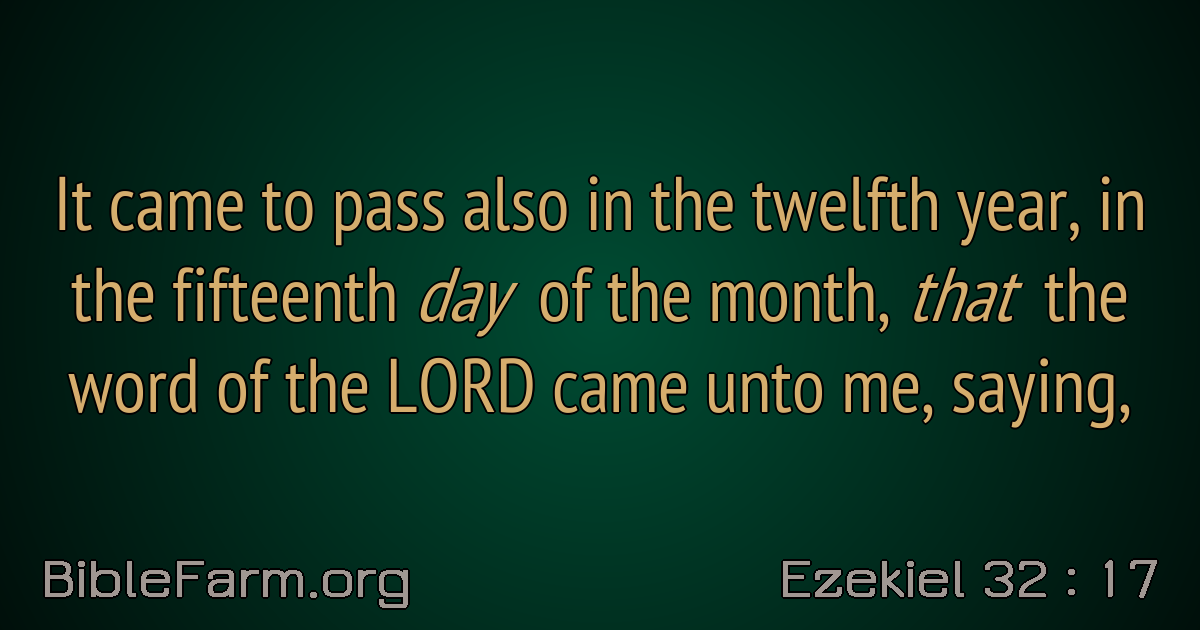 It came to pass also in the twelfth year, in
the fifteenth day of the month, that the
word of the LORD came unto me, saying,
BibleFarm.org
Ezekiel 32 : 17